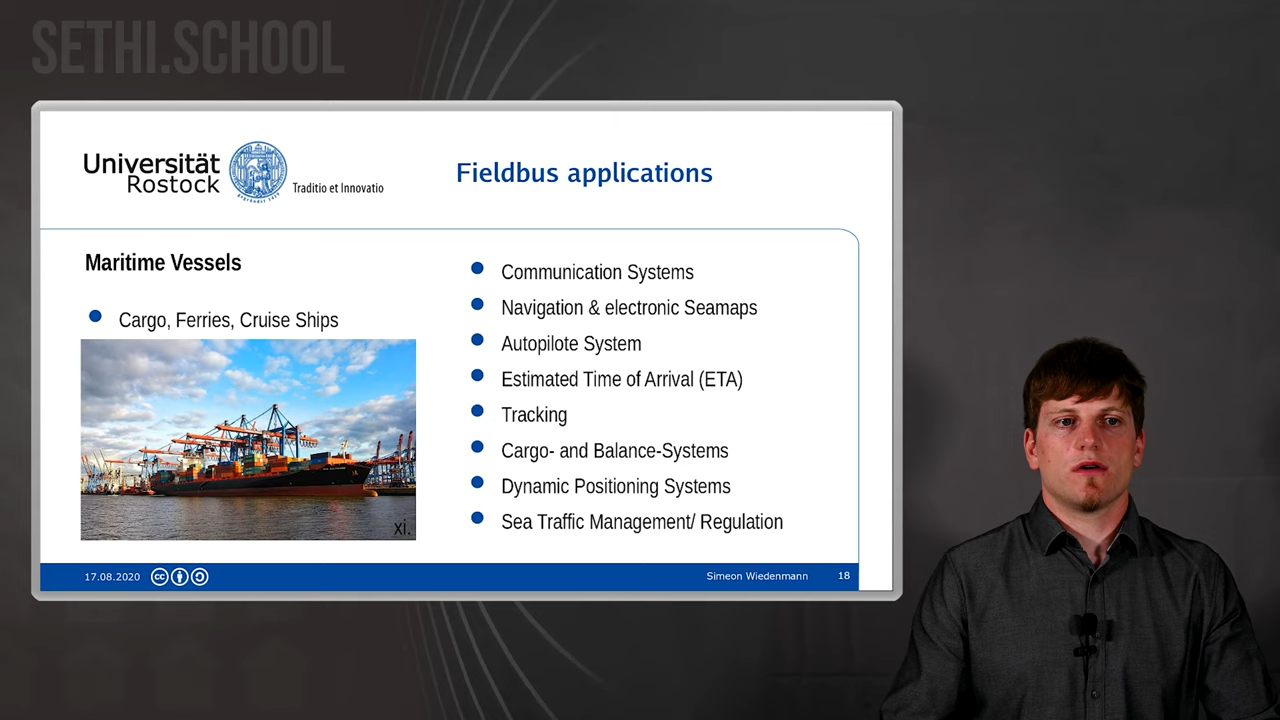 SETHI.SCHOOL
Universität
Rostock
Traditio et Innovatio
Fieldbus applications
Maritime Vessels
Cargo, Ferries, Cruise Ships
xi.
Communication Systems
Navigation & electronic Seamaps
Autopilote System
Estimated Time of Arrival (ETA)
Tracking
Cargo- and Balance-Systems
Dynamic Positioning Systems
Sea Traffic Management/ Regulation
17.08.2020
cc
Simeon Wiedenmann
18